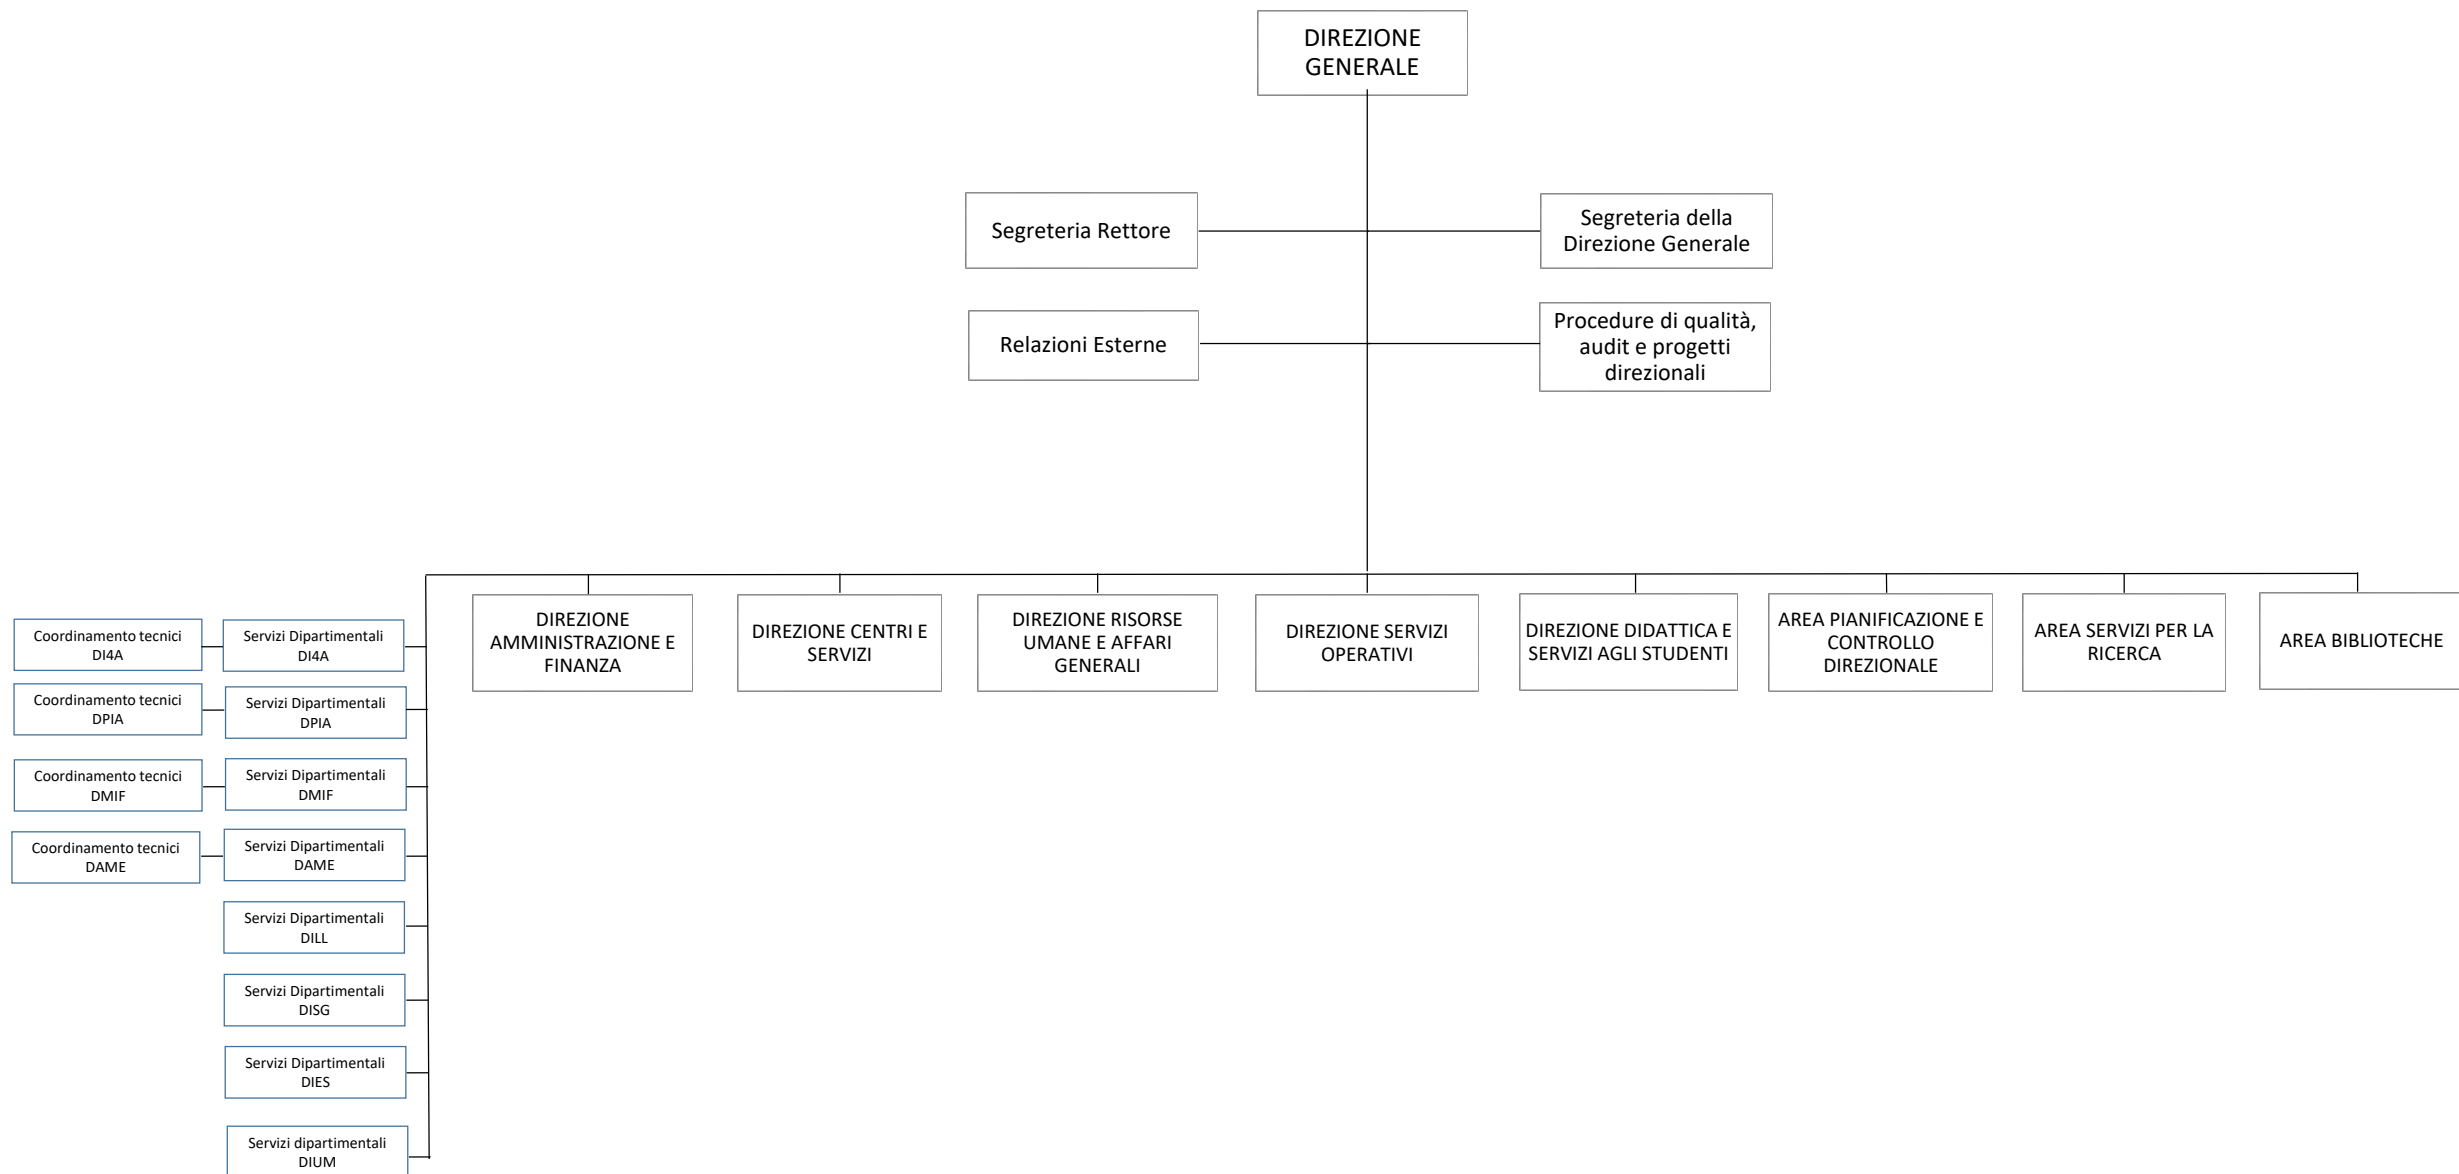 DIREZIONE
GENERALE
Segreteria Rettore
Segreteria della
Direzione Generale
Relazioni Esterne
Procedure di qualità,
audit e progetti
direzionali
DIREZIONE
AMMINISTRAZIONE E
FINANZA
DIREZIONE CENTRI E
SERVIZI
DIREZIONE RISORSE
UMANE E AFFARI
GENERALI
DIREZIONE SERVIZI
OPERATIVI
DIREZIONE DIDATTICA E
SERVIZI AGLI STUDENTI
AREA PIANIFICAZIONE E
CONTROLLO
DIREZIONALE
AREA SERVIZI PER LA
RICERCA
AREA BIBLIOTECHE
Coordinamento tecnici
DI4A
Servizi Dipartimentali
DI4A
Coordinamento tecnici
DPIA
Servizi Dipartimentali
DPIA
Coordinamento tecnici
DMIF
Servizi Dipartimentali
DMIF
Coordinamento tecnici
DAME
Servizi Dipartimentali
DAME
Servizi Dipartimentali
DILL
Servizi Dipartimentali
DISG
Servizi Dipartimentali
DIES
Servizi dipartimentali
DIUM